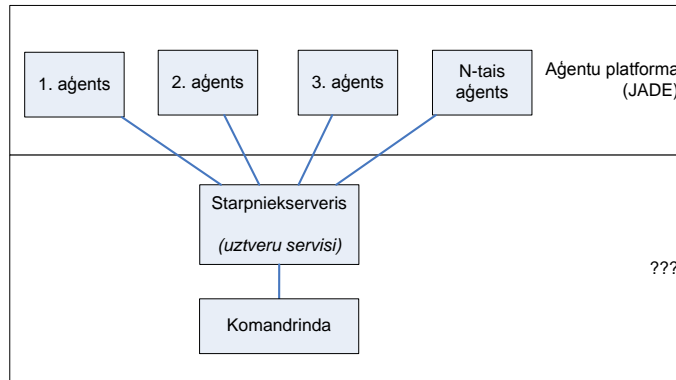 1. aģents
2. aģents
3. aģents
N-tais
aģents
Aģentu platforma
(JADE)
Starpniekserveris
(uztveru servisi)
???
Komandrinda